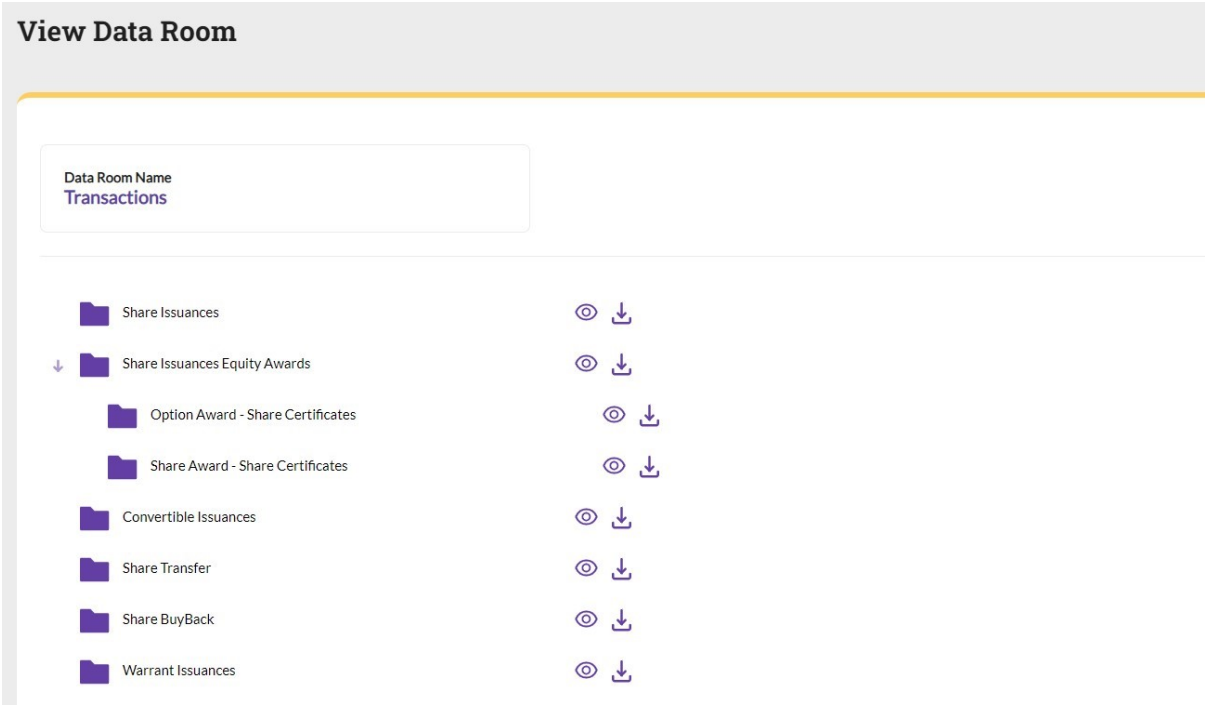 View Data Room
Data Room Name
Transactions
Share Issuances
Share Issuances Equity Awards
Option Award - Share Certificates
Share Award - Share Certificates
Convertible Issuances
Share Transfer
Share BuyBack
Warrant Issuances